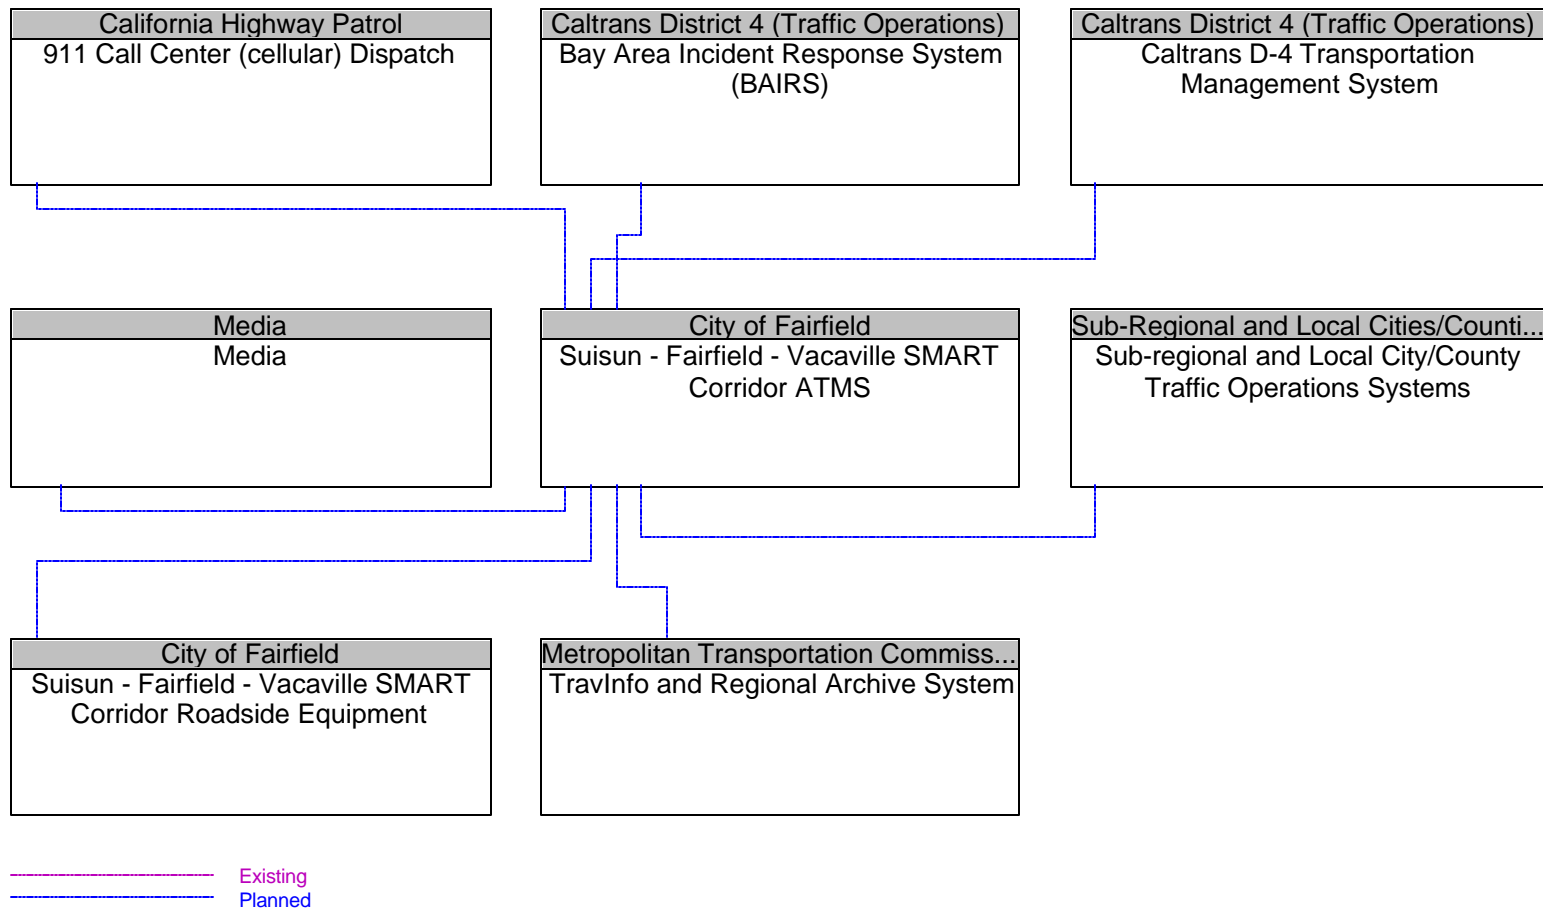 California Highway Patrol
911 Call Center (cellular) Dispatch
Caltrans District 4 (Traffic Operations)
Bay Area Incident Response System
(BAIRS)
Caltrans District 4 (Traffic Operations)
Caltrans D-4 Transportation
Management System
Media
Media
City of Fairfield
Suisun - Fairfield - Vacaville SMART
Corridor ATMS
Sub-Regional and Local Cities/Counti...
Sub-regional and Local City/County
Traffic Operations Systems
City of Fairfield
Suisun - Fairfield - Vacaville SMART
Corridor Roadside Equipment
Metropolitan Transportation Commiss...
TravInfo and Regional Archive System
Existing
Planned